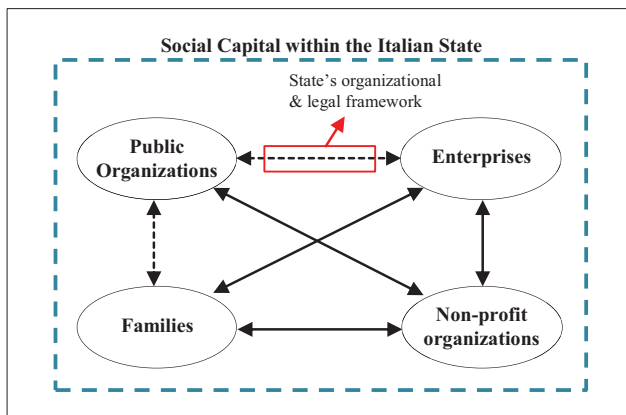 Social Capital within the Italian State
State’s organizational
& legal framework
Public
Organizations
Enterprises
Families
Non-profit
organizations